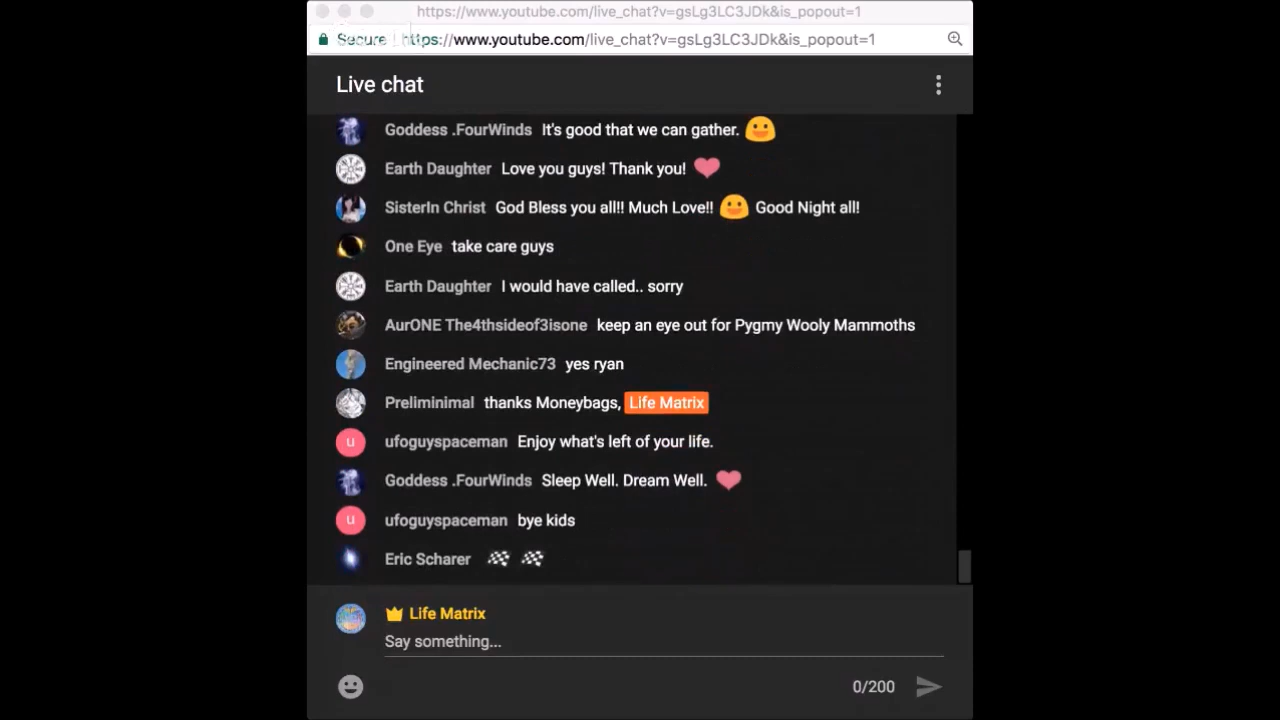 https://www.youtube.com/live_chat?v=gsLg3LC3JDk&is_popout=1
Secure https://www.youtube.com/live_chat?v=gsLg3LC3JDk&is_popout=1
Live chat
Goddess .FourWinds It's good that we can gather.
Earth Daughter Love you guys! Thank you!
SisterIn Christ God Bless you all!! Much Love!! Good Night all!
One Eye take care guys
Earth Daughter I would have called.. sorry
AurONE The4thsideof3isone keep an eye out for Pygmy Wooly Mammoths
Engineered Mechanic73 yes ryan
Preliminimal thanks Moneybags, Life Matrix
u ufoguyspaceman Enjoy what's left of your life.
Goddess .FourWinds Sleep Well. Dream Well.
u ufoguyspaceman bye kids
Eric Scharer
Life Matrix
Say something...
0/200